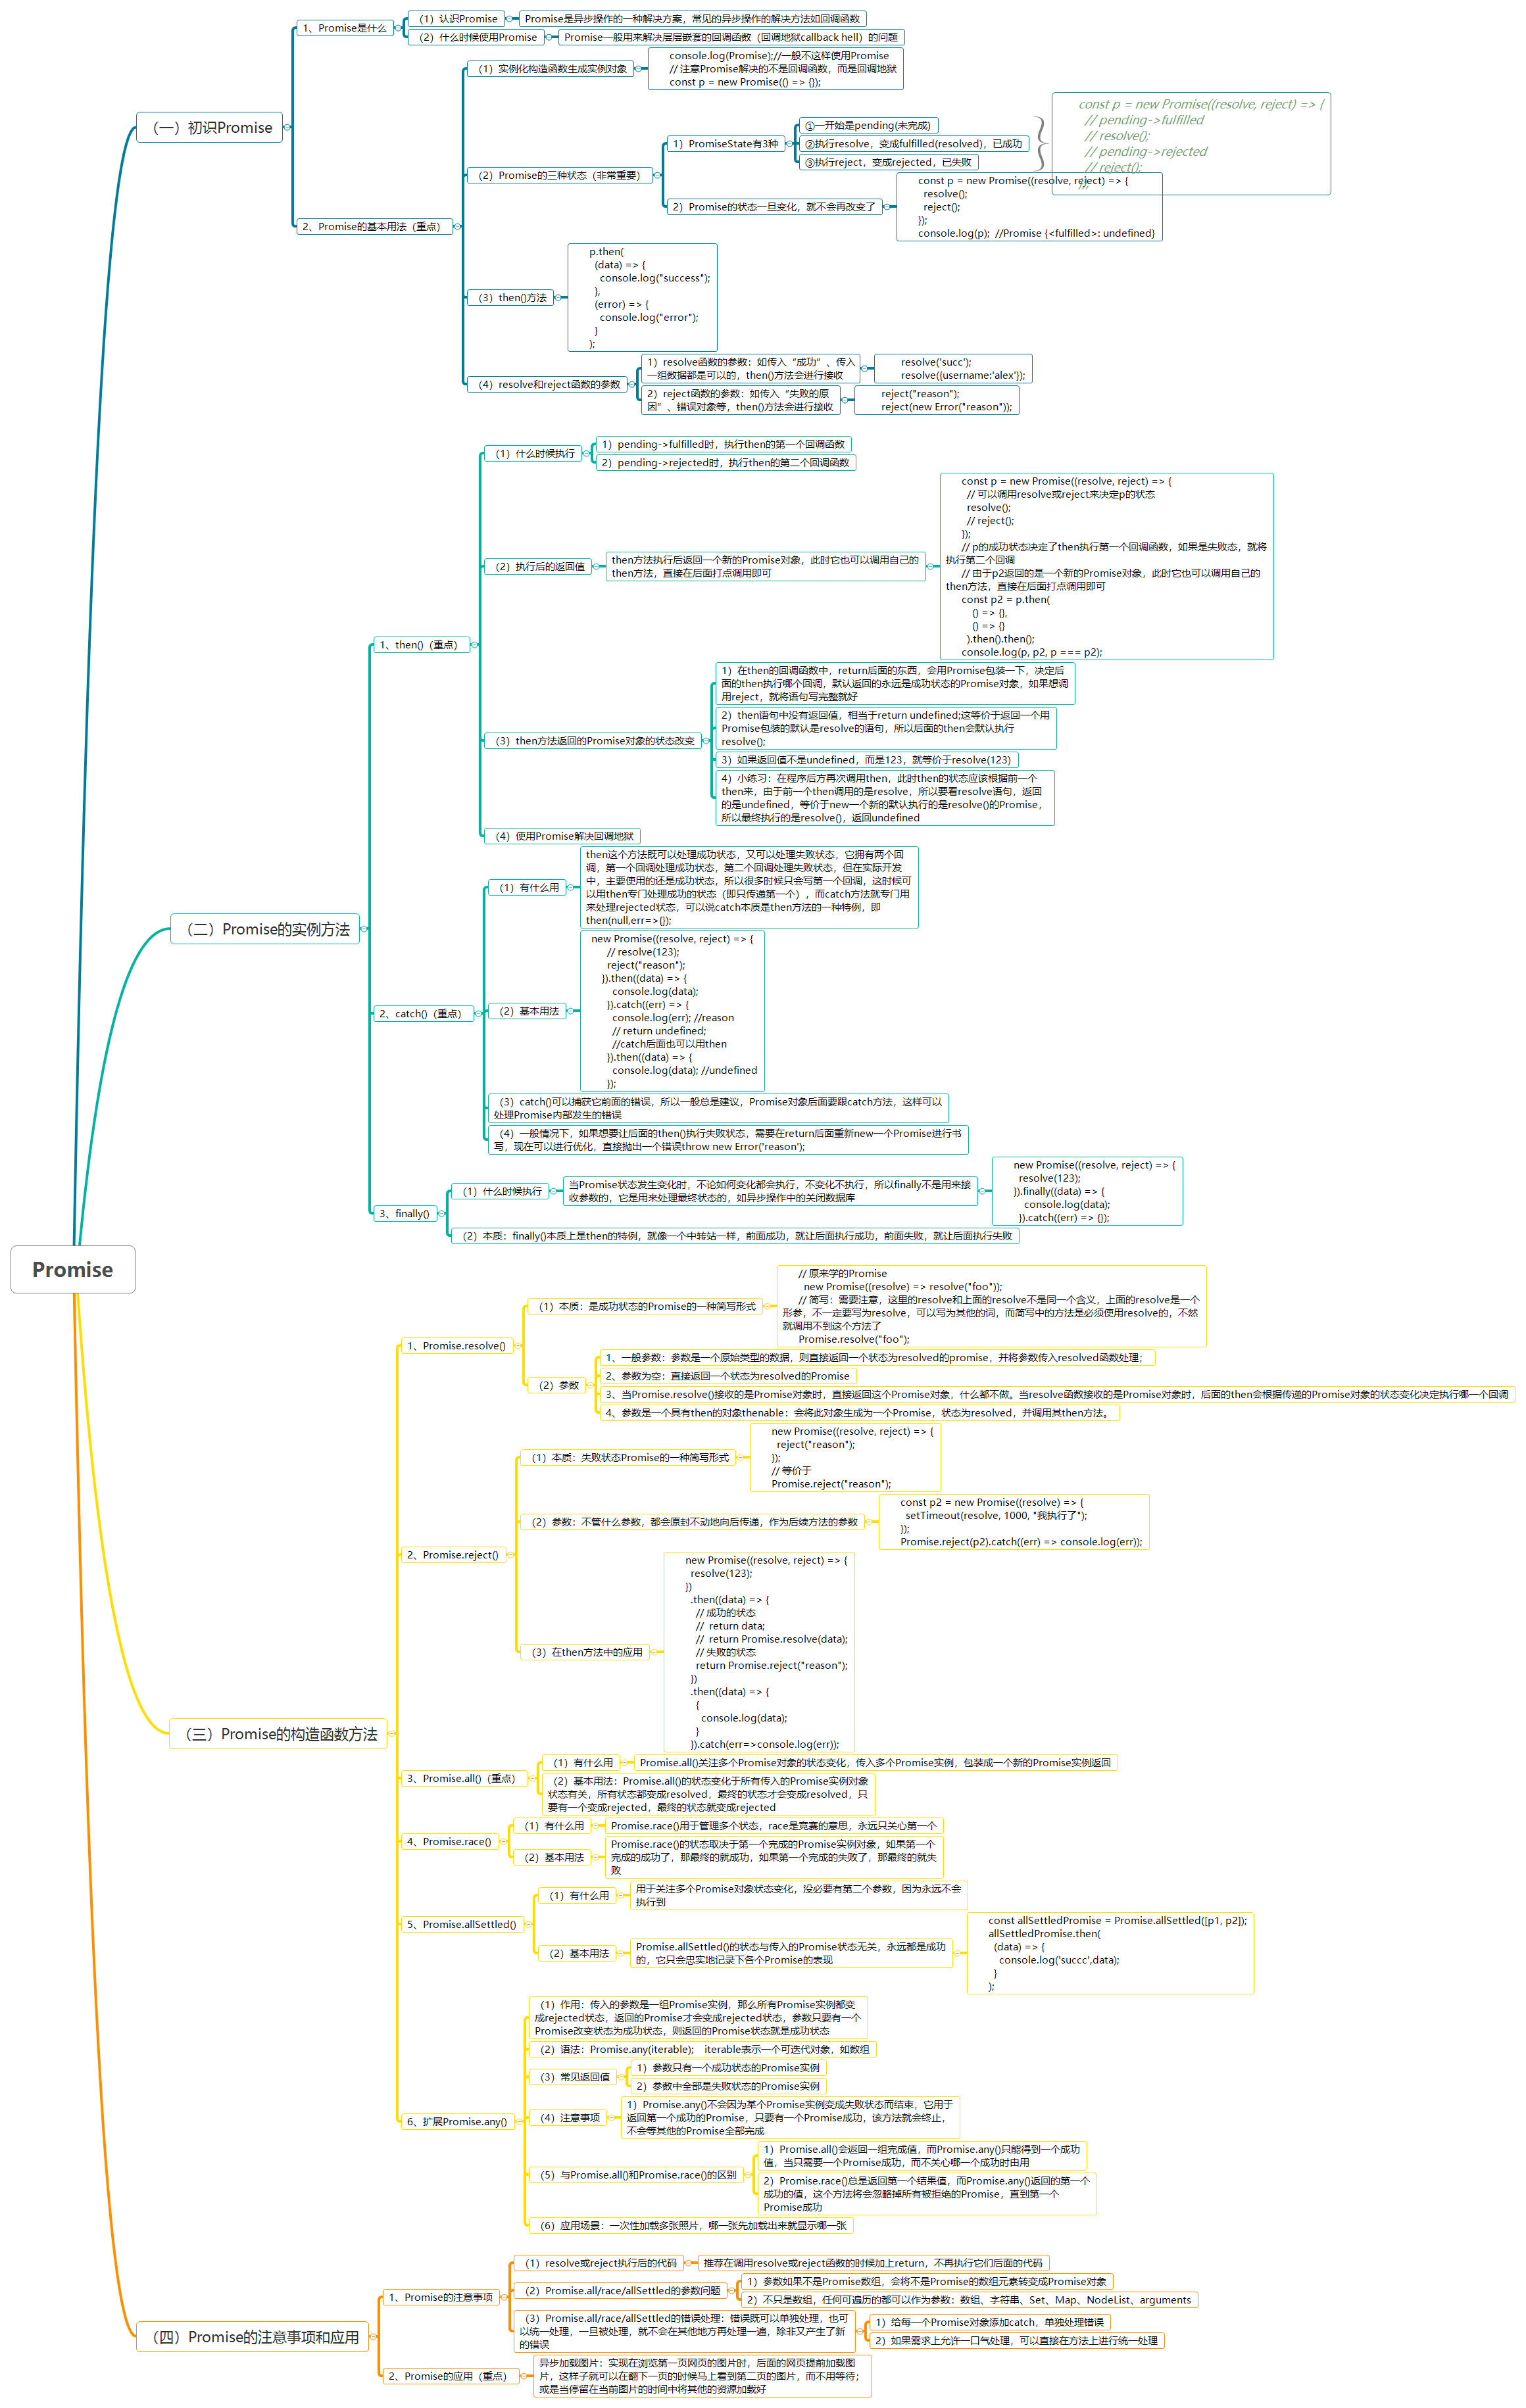 Promise
（一）初识Promise
1、Promise是什么
（1）认识Promise
Promise是异步操作的一种解决方案，常见的异步操作的解决方法如回调函数
（2）什么时候使用Promise
Promise一般用来解决层层嵌套的回调函数（回调地狱callback hell）的问题
2、Promise的基本用法（重点）
（1）实例化构造函数生成实例对象
console.log(Promise);//一般不这样使用Promise
// 注意Promise解决的不是回调函数，而是回调地狱
const p = new Promise(() => {});
（2）Promise的三种状态（非常重要）
1）PromiseState有3种
①一开始是pending(未完成)
②执行resolve，变成fulfilled(resolved)，已成功
③执行reject，变成rejected，已失败
const p = new Promise((resolve, reject) => {
// pending->fulfilled
// resolve();
// pending->rejected
// reject();
});
2）Promise的状态一旦变化，就不会再改变了
const p = new Promise((resolve, reject) => {
resolve();
reject();
});
console.log(p);  //Promise {<fulfilled>: undefined}
（3）then()方法
p.then(
(data) => {
console.log("success");
},
(error) => {
console.log("error");
}
);
（4）resolve和reject函数的参数
1）resolve函数的参数：如传入“成功”、传入
一组数据都是可以的，then()方法会进行接收
resolve('succ');
resolve({username:'alex'});
2）reject函数的参数：如传入“失败的原
因”、错误对象等，then()方法会进行接收
reject("reason");
reject(new Error("reason"));
（二）Promise的实例方法
1、then()（重点）
（1）什么时候执行
1）pending->fulfilled时，执行then的第一个回调函数
2）pending->rejected时，执行then的第二个回调函数
（2）执行后的返回值
then方法执行后返回一个新的Promise对象，此时它也可以调用自己的
then方法，直接在后面打点调用即可
const p = new Promise((resolve, reject) => {
// 可以调用resolve或reject来决定p的状态
resolve();
// reject();
});
// p的成功状态决定了then执行第一个回调函数，如果是失败态，就将
执行第二个回调
// 由于p2返回的是一个新的Promise对象，此时它也可以调用自己的
then方法，直接在后面打点调用即可
const p2 = p.then(
() => {},
() => {}
).then().then();
console.log(p, p2, p === p2);
（3）then方法返回的Promise对象的状态改变
1）在then的回调函数中，return后面的东西，会用Promise包装一下，决定后
面的then执行哪个回调，默认返回的永远是成功状态的Promise对象，如果想调
用reject，就将语句写完整就好
2）then语句中没有返回值，相当于return undefined;这等价于返回一个用
Promise包装的默认是resolve的语句，所以后面的then会默认执行
resolve();
3）如果返回值不是undefined，而是123，就等价于resolve(123)
4）小练习：在程序后方再次调用then，此时then的状态应该根据前一个
then来，由于前一个then调用的是resolve，所以要看resolve语句，返回
的是undefined，等价于new一个新的默认执行的是resolve()的Promise，
所以最终执行的是resolve()，返回undefined
（4）使用Promise解决回调地狱
2、catch()（重点）
（1）有什么用
then这个方法既可以处理成功状态，又可以处理失败状态，它拥有两个回
调，第一个回调处理成功状态，第二个回调处理失败状态，但在实际开发
中，主要使用的还是成功状态，所以很多时候只会写第一个回调，这时候可
以用then专门处理成功的状态（即只传递第一个），而catch方法就专门用
来处理rejected状态，可以说catch本质是then方法的一种特例，即
then(null,err=>{});
（2）基本用法
new Promise((resolve, reject) => {
// resolve(123);
reject("reason");
}).then((data) => {
console.log(data);
}).catch((err) => {
console.log(err); //reason
// return undefined;
//catch后面也可以用then
}).then((data) => {
console.log(data); //undefined
});
（3）catch()可以捕获它前面的错误，所以一般总是建议，Promise对象后面要跟catch方法，这样可以
处理Promise内部发生的错误
（4）一般情况下，如果想要让后面的then()执行失败状态，需要在return后面重新new一个Promise进行书
写，现在可以进行优化，直接抛出一个错误throw new Error('reason');
3、finally()
（1）什么时候执行
当Promise状态发生变化时，不论如何变化都会执行，不变化不执行，所以finally不是用来接
收参数的，它是用来处理最终状态的，如异步操作中的关闭数据库
new Promise((resolve, reject) => {
resolve(123);
}).finally((data) => {
console.log(data);
}).catch((err) => {});
（2）本质：finally()本质上是then的特例，就像一个中转站一样，前面成功，就让后面执行成功，前面失败，就让后面执行失败
（三）Promise的构造函数方法
1、Promise.resolve()
（1）本质：是成功状态的Promise的一种简写形式
// 原来学的Promise
new Promise((resolve) => resolve("foo"));
// 简写：需要注意，这里的resolve和上面的resolve不是同一个含义，上面的resolve是一个
形参，不一定要写为resolve，可以写为其他的词，而简写中的方法是必须使用resolve的，不然
就调用不到这个方法了
Promise.resolve("foo");
（2）参数
1、一般参数：参数是一个原始类型的数据，则直接返回一个状态为resolved的promise，并将参数传入resolved函数处理；
2、参数为空：直接返回一个状态为resolved的Promise
3、当Promise.resolve()接收的是Promise对象时，直接返回这个Promise对象，什么都不做。当resolve函数接收的是Promise对象时，后面的then会根据传递的Promise对象的状态变化决定执行哪一个回调
4、参数是一个具有then的对象thenable：会将此对象生成为一个Promise，状态为resolved，并调用其then方法。
2、Promise.reject()
（1）本质：失败状态Promise的一种简写形式
new Promise((resolve, reject) => {
reject("reason");
});
// 等价于
Promise.reject("reason");
（2）参数：不管什么参数，都会原封不动地向后传递，作为后续方法的参数
const p2 = new Promise((resolve) => {
setTimeout(resolve, 1000, "我执行了");
});
Promise.reject(p2).catch((err) => console.log(err));
（3）在then方法中的应用
new Promise((resolve, reject) => {
resolve(123);
})
.then((data) => {
// 成功的状态
//  return data;
//  return Promise.resolve(data);
// 失败的状态
return Promise.reject("reason");
})
.then((data) => {
{
console.log(data);
}
}).catch(err=>console.log(err));
3、Promise.all()（重点）
（1）有什么用
Promise.all()关注多个Promise对象的状态变化，传入多个Promise实例，包装成一个新的Promise实例返回
（2）基本用法：Promise.all()的状态变化于所有传入的Promise实例对象
状态有关，所有状态都变成resolved，最终的状态才会变成resolved，只
要有一个变成rejected，最终的状态就变成rejected
4、Promise.race()
（1）有什么用
Promise.race()用于管理多个状态，race是竞赛的意思，永远只关心第一个
（2）基本用法
Promise.race()的状态取决于第一个完成的Promise实例对象，如果第一个
完成的成功了，那最终的就成功，如果第一个完成的失败了，那最终的就失
败
5、Promise.allSettled()
（1）有什么用
用于关注多个Promise对象状态变化，没必要有第二个参数，因为永远不会
执行到
（2）基本用法
Promise.allSettled()的状态与传入的Promise状态无关，永远都是成功
的，它只会忠实地记录下各个Promise的表现
const allSettledPromise = Promise.allSettled([p1, p2]);
allSettledPromise.then(
(data) => {
console.log('succc',data);
}
);
6、扩展Promise.any()
（1）作用：传入的参数是一组Promise实例，那么所有Promise实例都变
成rejected状态，返回的Promise才会变成rejected状态，参数只要有一个
Promise改变状态为成功状态，则返回的Promise状态就是成功状态
（2）语法：Promise.any(iterable);    iterable表示一个可迭代对象，如数组
（3）常见返回值
1）参数只有一个成功状态的Promise实例
2）参数中全部是失败状态的Promise实例
（4）注意事项
1）Promise.any()不会因为某个Promise实例变成失败状态而结束，它用于
返回第一个成功的Promise，只要有一个Promise成功，该方法就会终止，
不会等其他的Promise全部完成
（5）与Promise.all()和Promise.race()的区别
1）Promise.all()会返回一组完成值，而Promise.any()只能得到一个成功
值，当只需要一个Promise成功，而不关心哪一个成功时由用
2）Promise.race()总是返回第一个结果值，而Promise.any()返回的第一个
成功的值，这个方法将会忽略掉所有被拒绝的Promise，直到第一个
Promise成功
（6）应用场景：一次性加载多张照片，哪一张先加载出来就显示哪一张
（四）Promise的注意事项和应用
1、Promise的注意事项
（1）resolve或reject执行后的代码
推荐在调用resolve或reject函数的时候加上return，不再执行它们后面的代码
（2）Promise.all/race/allSettled的参数问题
1）参数如果不是Promise数组，会将不是Promise的数组元素转变成Promise对象
2）不只是数组，任何可遍历的都可以作为参数：数组、字符串、Set、Map、NodeList、arguments
（3）Promise.all/race/allSettled的错误处理：错误既可以单独处理，也可
以统一处理，一旦被处理，就不会在其他地方再处理一遍，除非又产生了新
的错误
1）给每一个Promise对象添加catch，单独处理错误
2）如果需求上允许一口气处理，可以直接在方法上进行统一处理
2、Promise的应用（重点）
异步加载图片：实现在浏览第一页网页的图片时，后面的网页提前加载图
片，这样子就可以在翻下一页的时候马上看到第二页的图片，而不用等待；
或是当停留在当前图片的时间中将其他的资源加载好